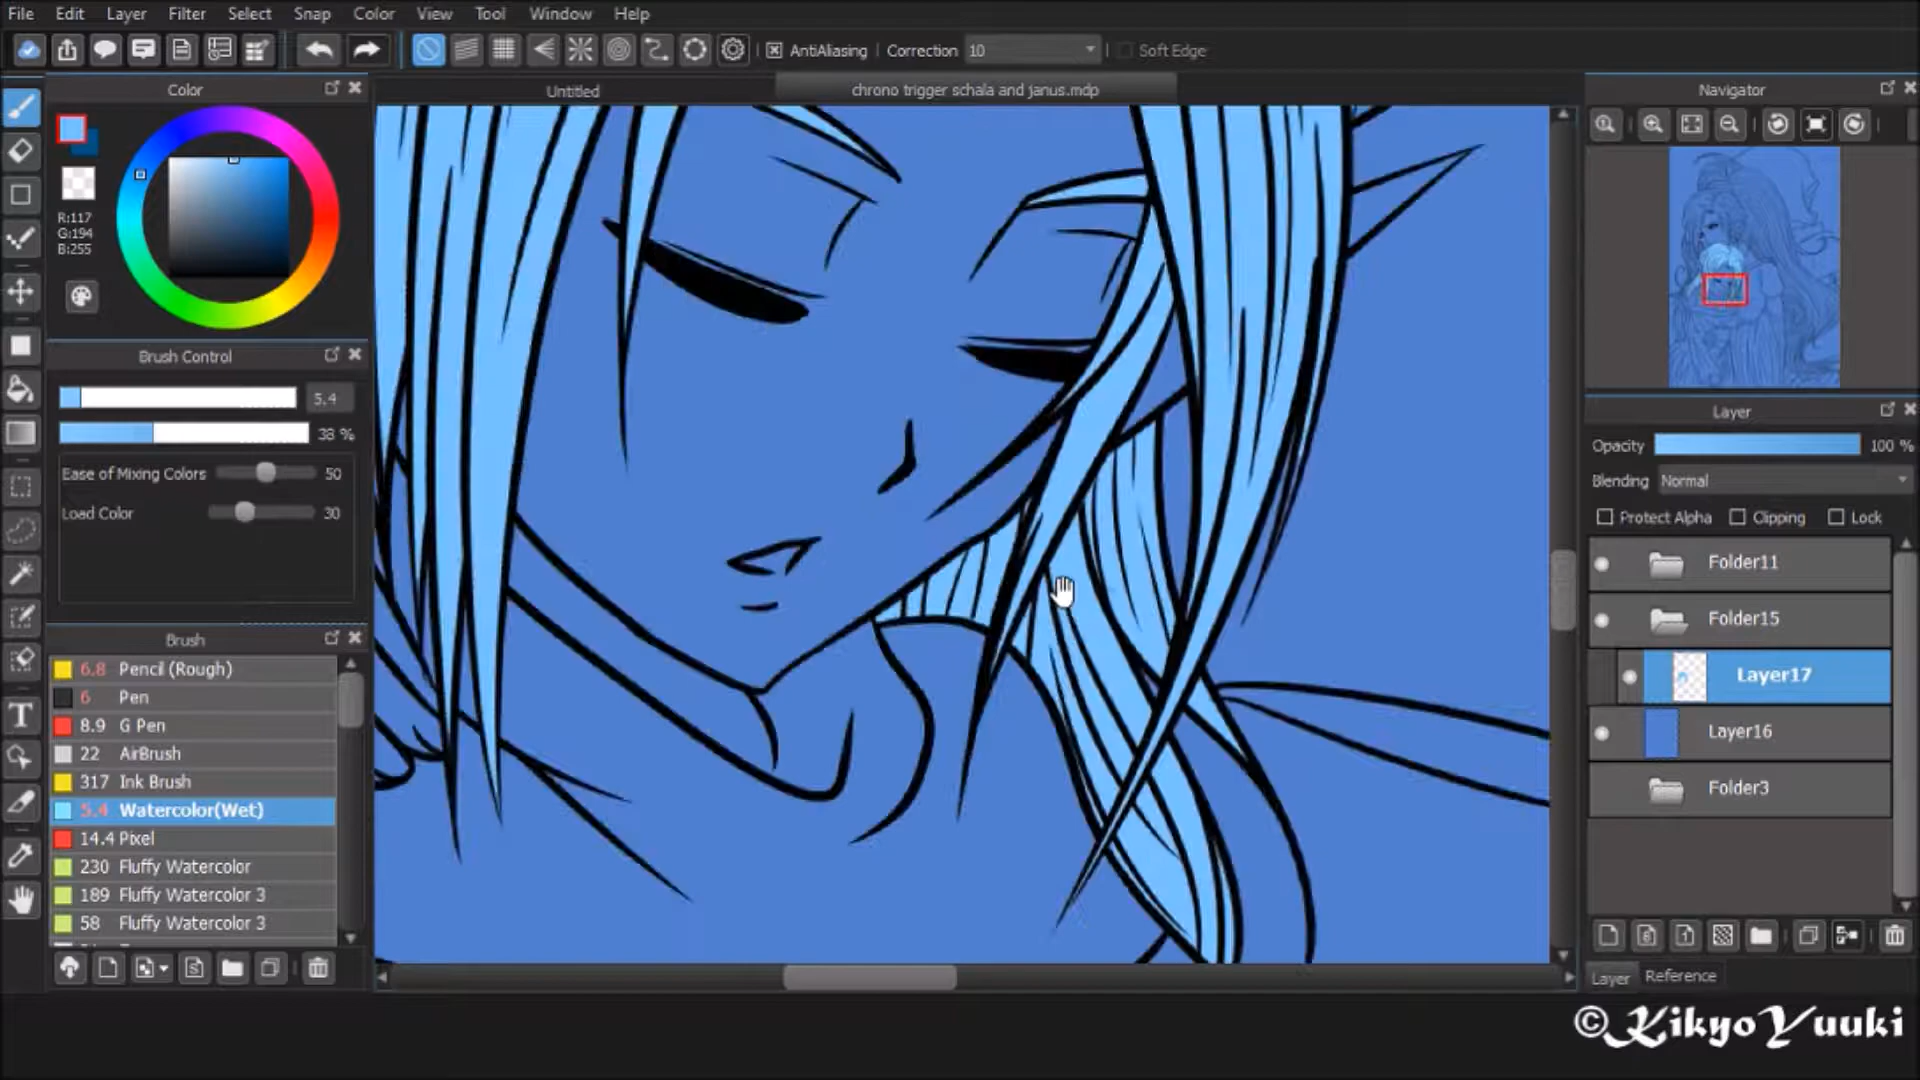 File Edit Layer Filter Select Snap Color View Tool Window Help
AntiAliasing Correction 10 Soft Edge
Color
R:117
G:194
B:255
Brush Control
5.4
38 %
Ease of Mixing Colors 50
Load Color 30
Brush
6.8 Pencil (Rough)
6 Pen
8.9 G Pen
22 AirBrush
317 Ink Brush
5.4 Watercolor(Wet)
14.4 Pixel
230 Fluffy Watercolor
189 Fluffy Watercolor 3
58 Fluffy Watercolor 3
Untitled
chrono trigger schala and janus.mdp
Navigator
Layer
Opacity 100 %
Blending Normal
Protect Alpha Clipping Lock
Folder11
Folder15
Layer17
Layer16
Folder3
Layer Reference
©KikyoYuuki